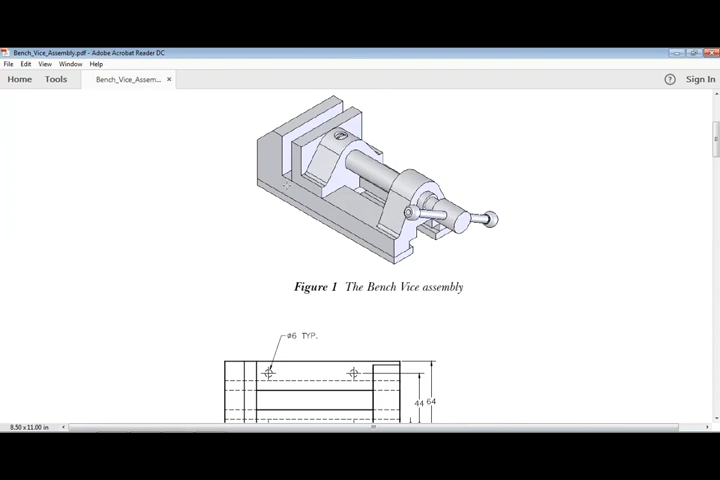 Bench_Vice_Assembly.pdf - Adobe Acrobat Reader DC
File Edit View Window Help
Home Tools Bench_Vice_Assem... × ? Sign In
Figure 1 The Bench Vice assembly
ø6 TYP.
44 64
8.50 x 11.00 in